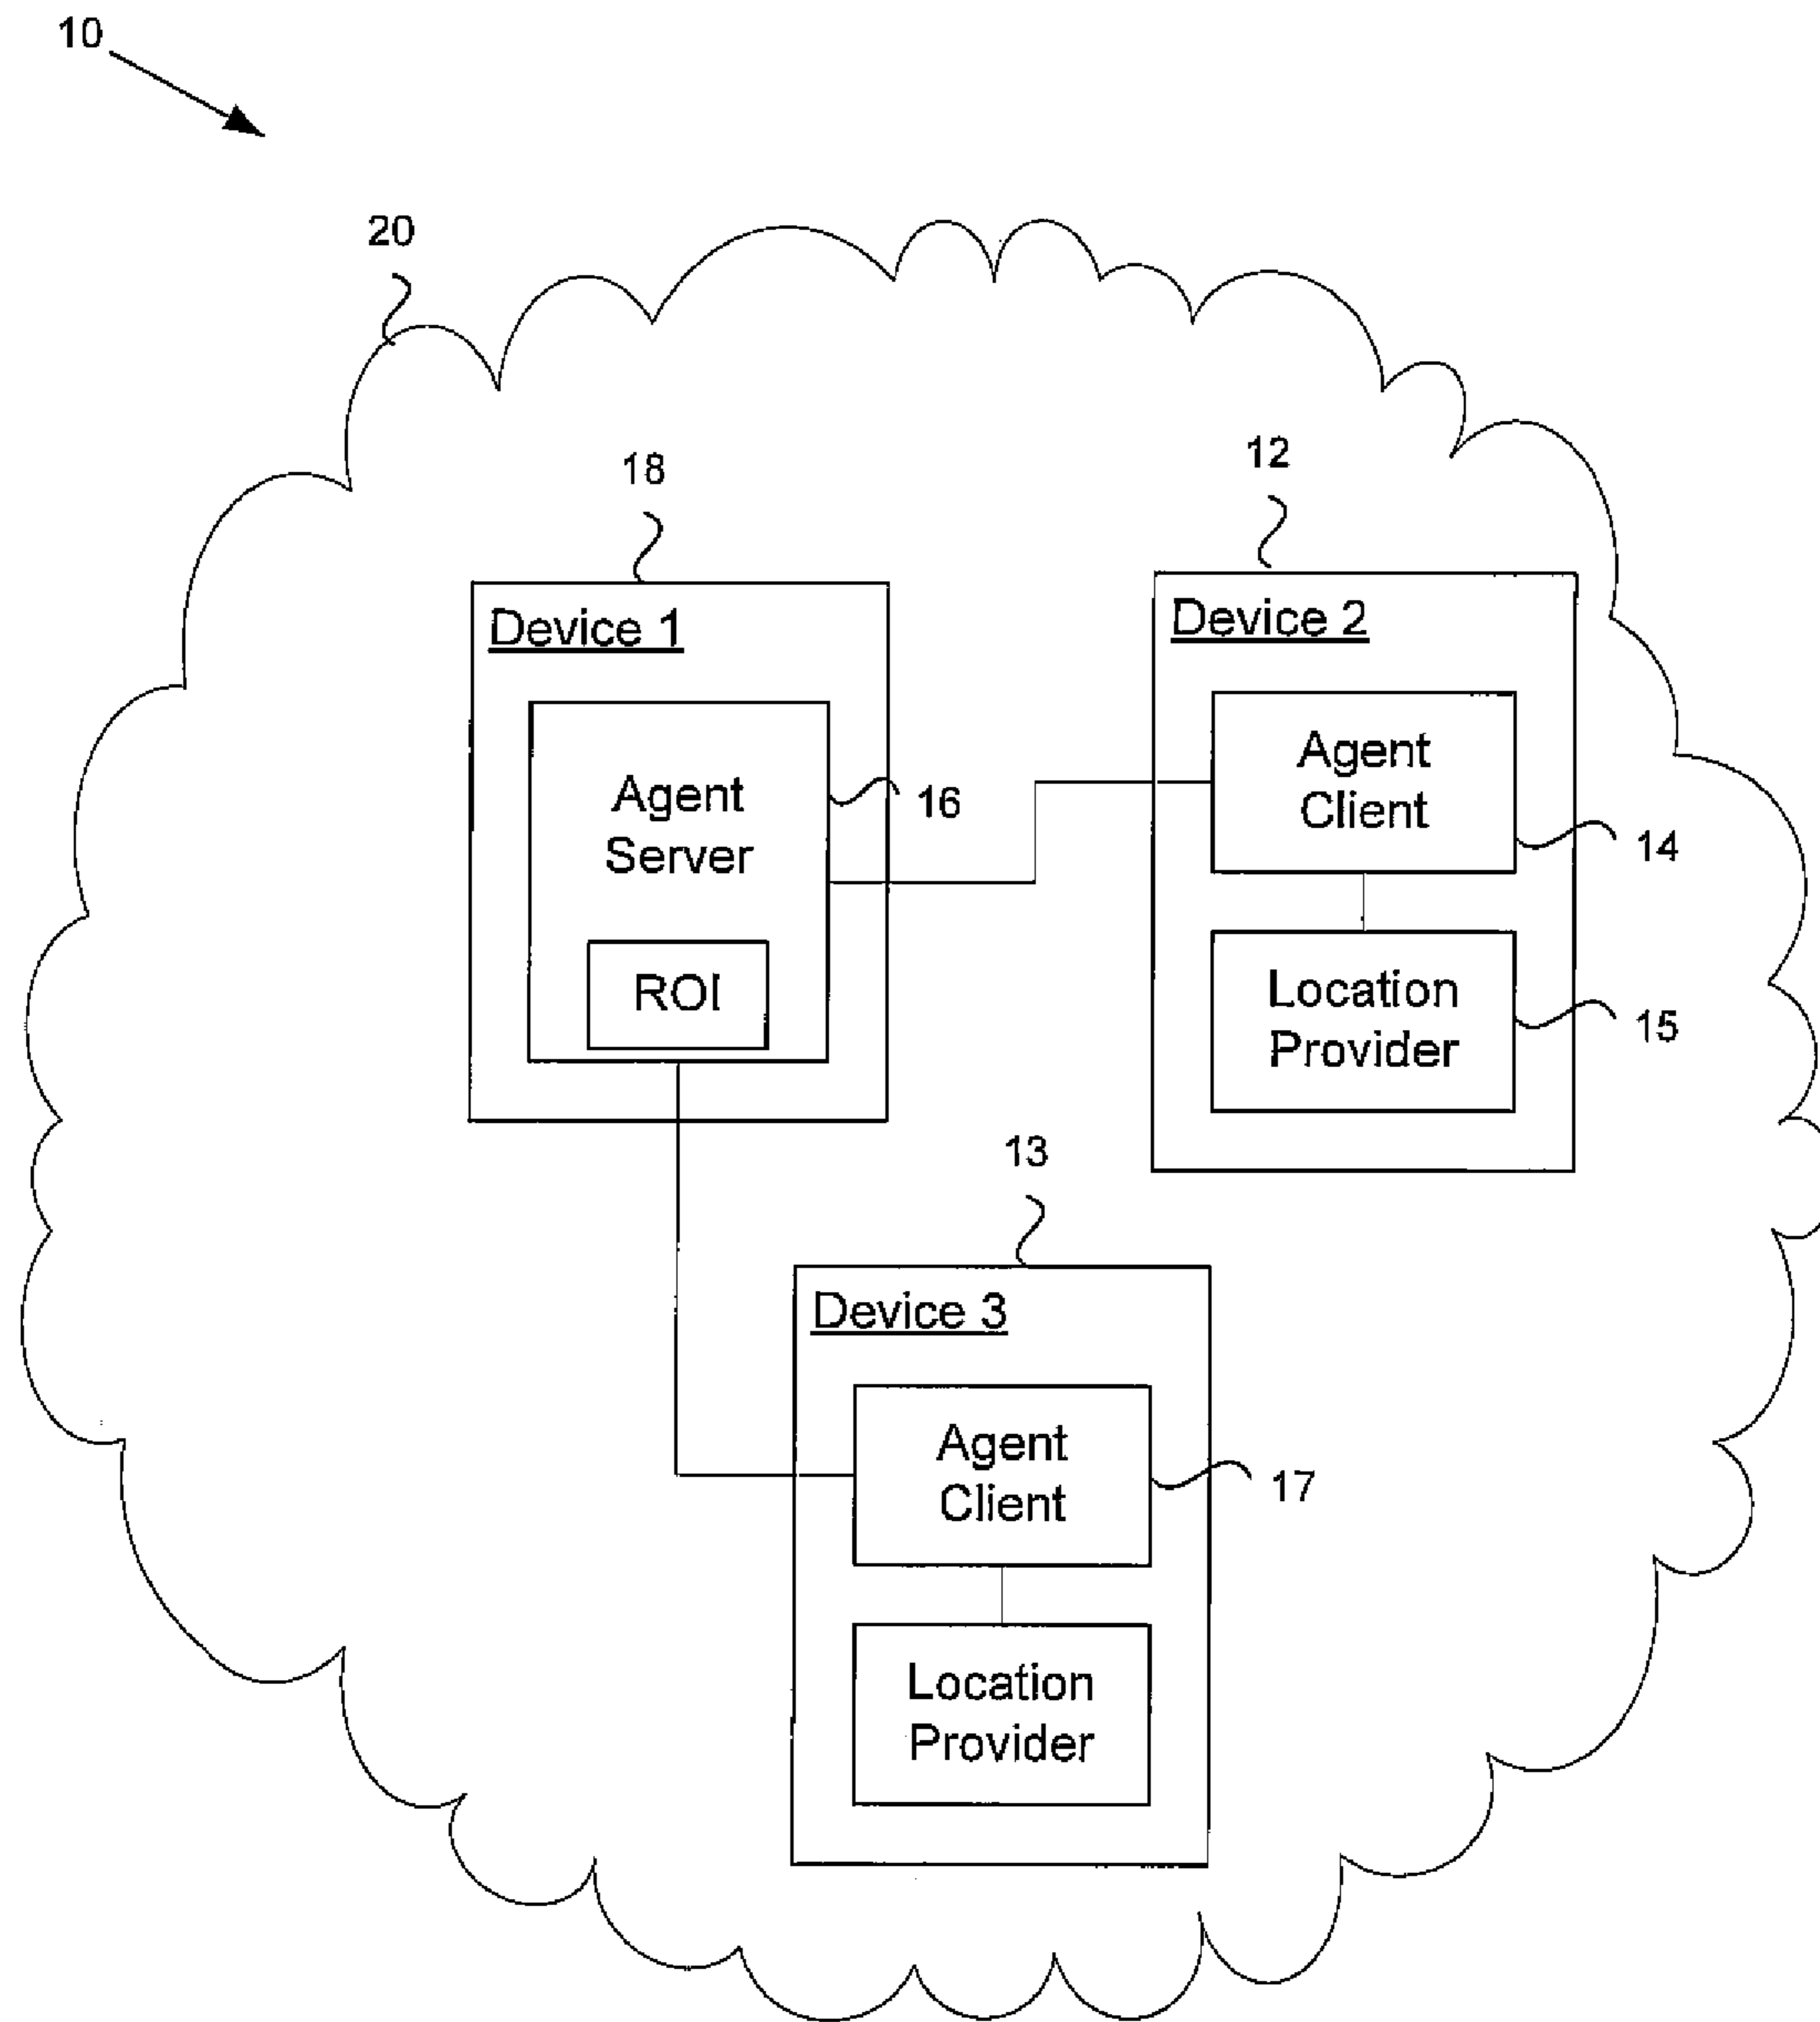 10
20
18
12
Device 1
Device 2
Agent
Server
16
Agent
Client
14
ROI
Location
Provider
15
13
Device 3
Agent
Client
17
Location
Provider